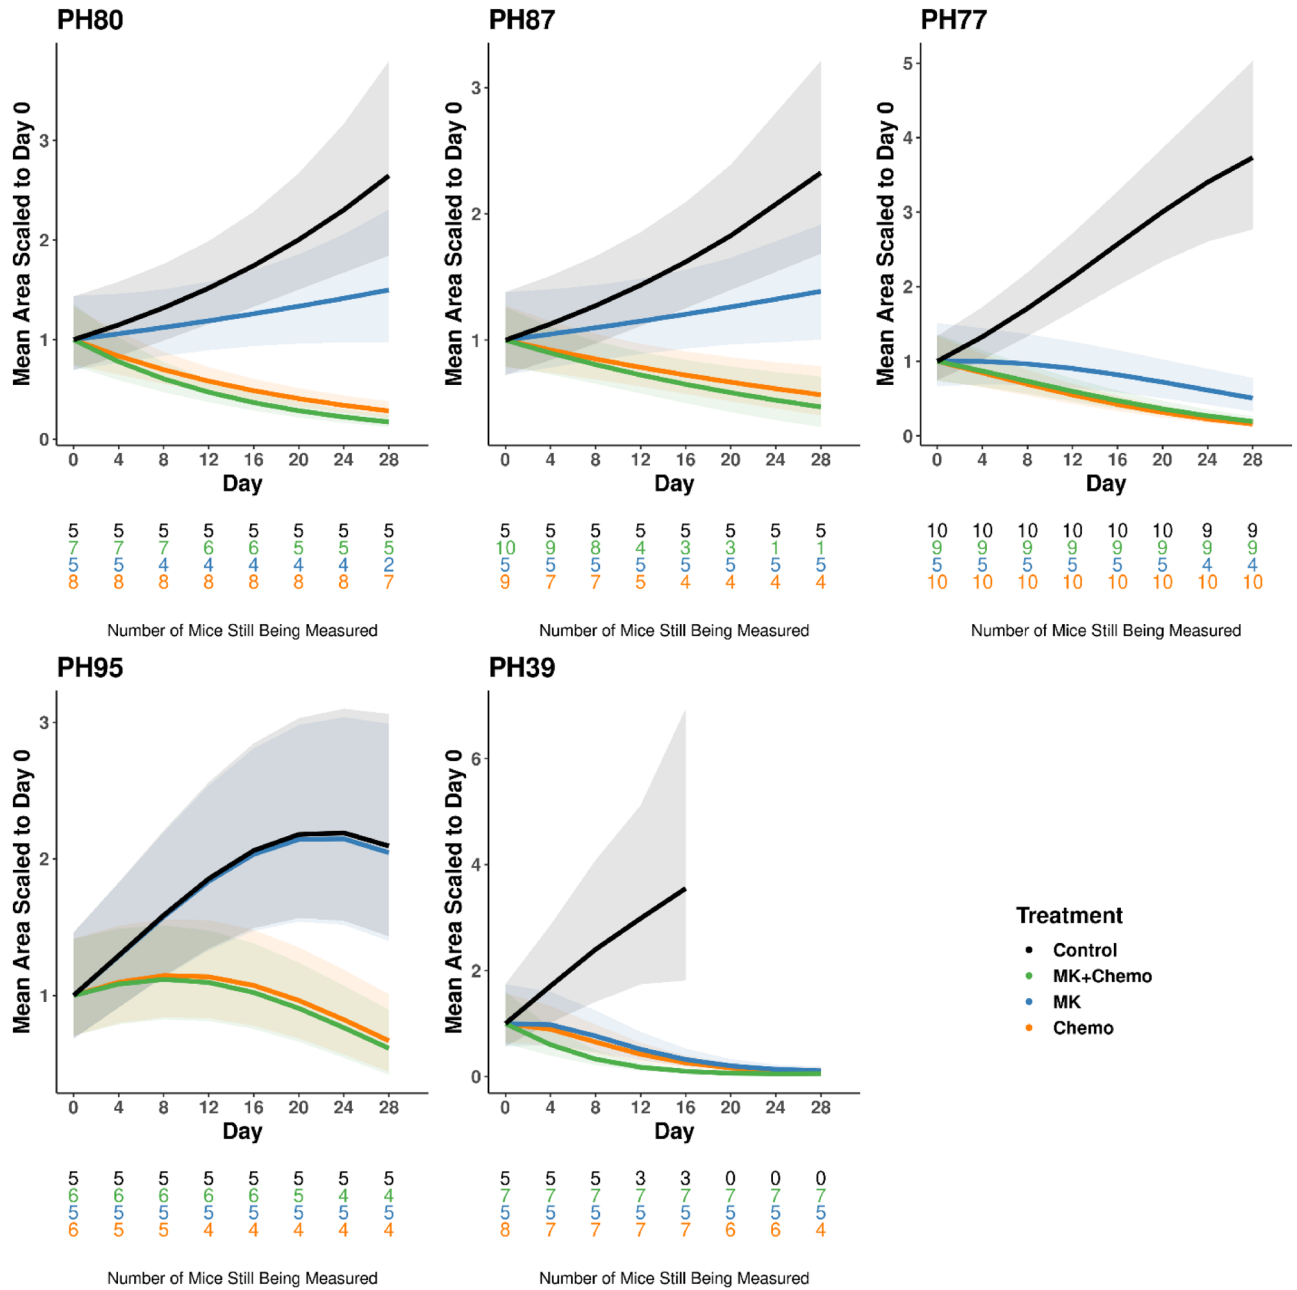 PH80
Mean Area Scaled to Day 0
3
2
1
0
0 4 8 12 16 20 24 28
Day
5 5 5 5 5 5 5 5
7 7 7 6 6 5 5 5
5 5 4 4 4 4 4 2
8 8 8 8 8 8 8 7
Number of Mice Still Being Measured
PH87
Mean Area Scaled to Day 0
3
2
1
0 4 8 12 16 20 24 28
Day
5 5 5 5 5 5 5 5
10 9 8 4 3 3 1 1
5 5 5 5 5 5 5 5
9 7 7 5 4 4 4 4
Number of Mice Still Being Measured
PH77
Mean Area Scaled to Day 0
5
4
3
2
1
0
0 4 8 12 16 20 24 28
Day
10 10 10 10 10 10 9 9
9 9 9 9 9 9 9 9
5 5 5 5 5 5 4 4
10 10 10 10 10 10 10 10
Number of Mice Still Being Measured
PH95
Mean Area Scaled to Day 0
3
2
1
0 4 8 12 16 20 24 28
Day
5 5 5 5 5 5 5 5
6 6 6 6 6 5 4 4
5 5 5 5 5 5 5 5
6 5 5 4 4 4 4 4
Number of Mice Still Being Measured
PH39
Mean Area Scaled to Day 0
6
4
2
0
0 4 8 12 16 20 24 28
Day
5 5 5 3 3 0 0 0
7 7 7 7 7 7 7 7
5 5 5 5 5 5 5 5
8 7 7 7 7 6 6 4
Number of Mice Still Being Measured
Treatment
Control
MK+Chemo
MK
Chemo